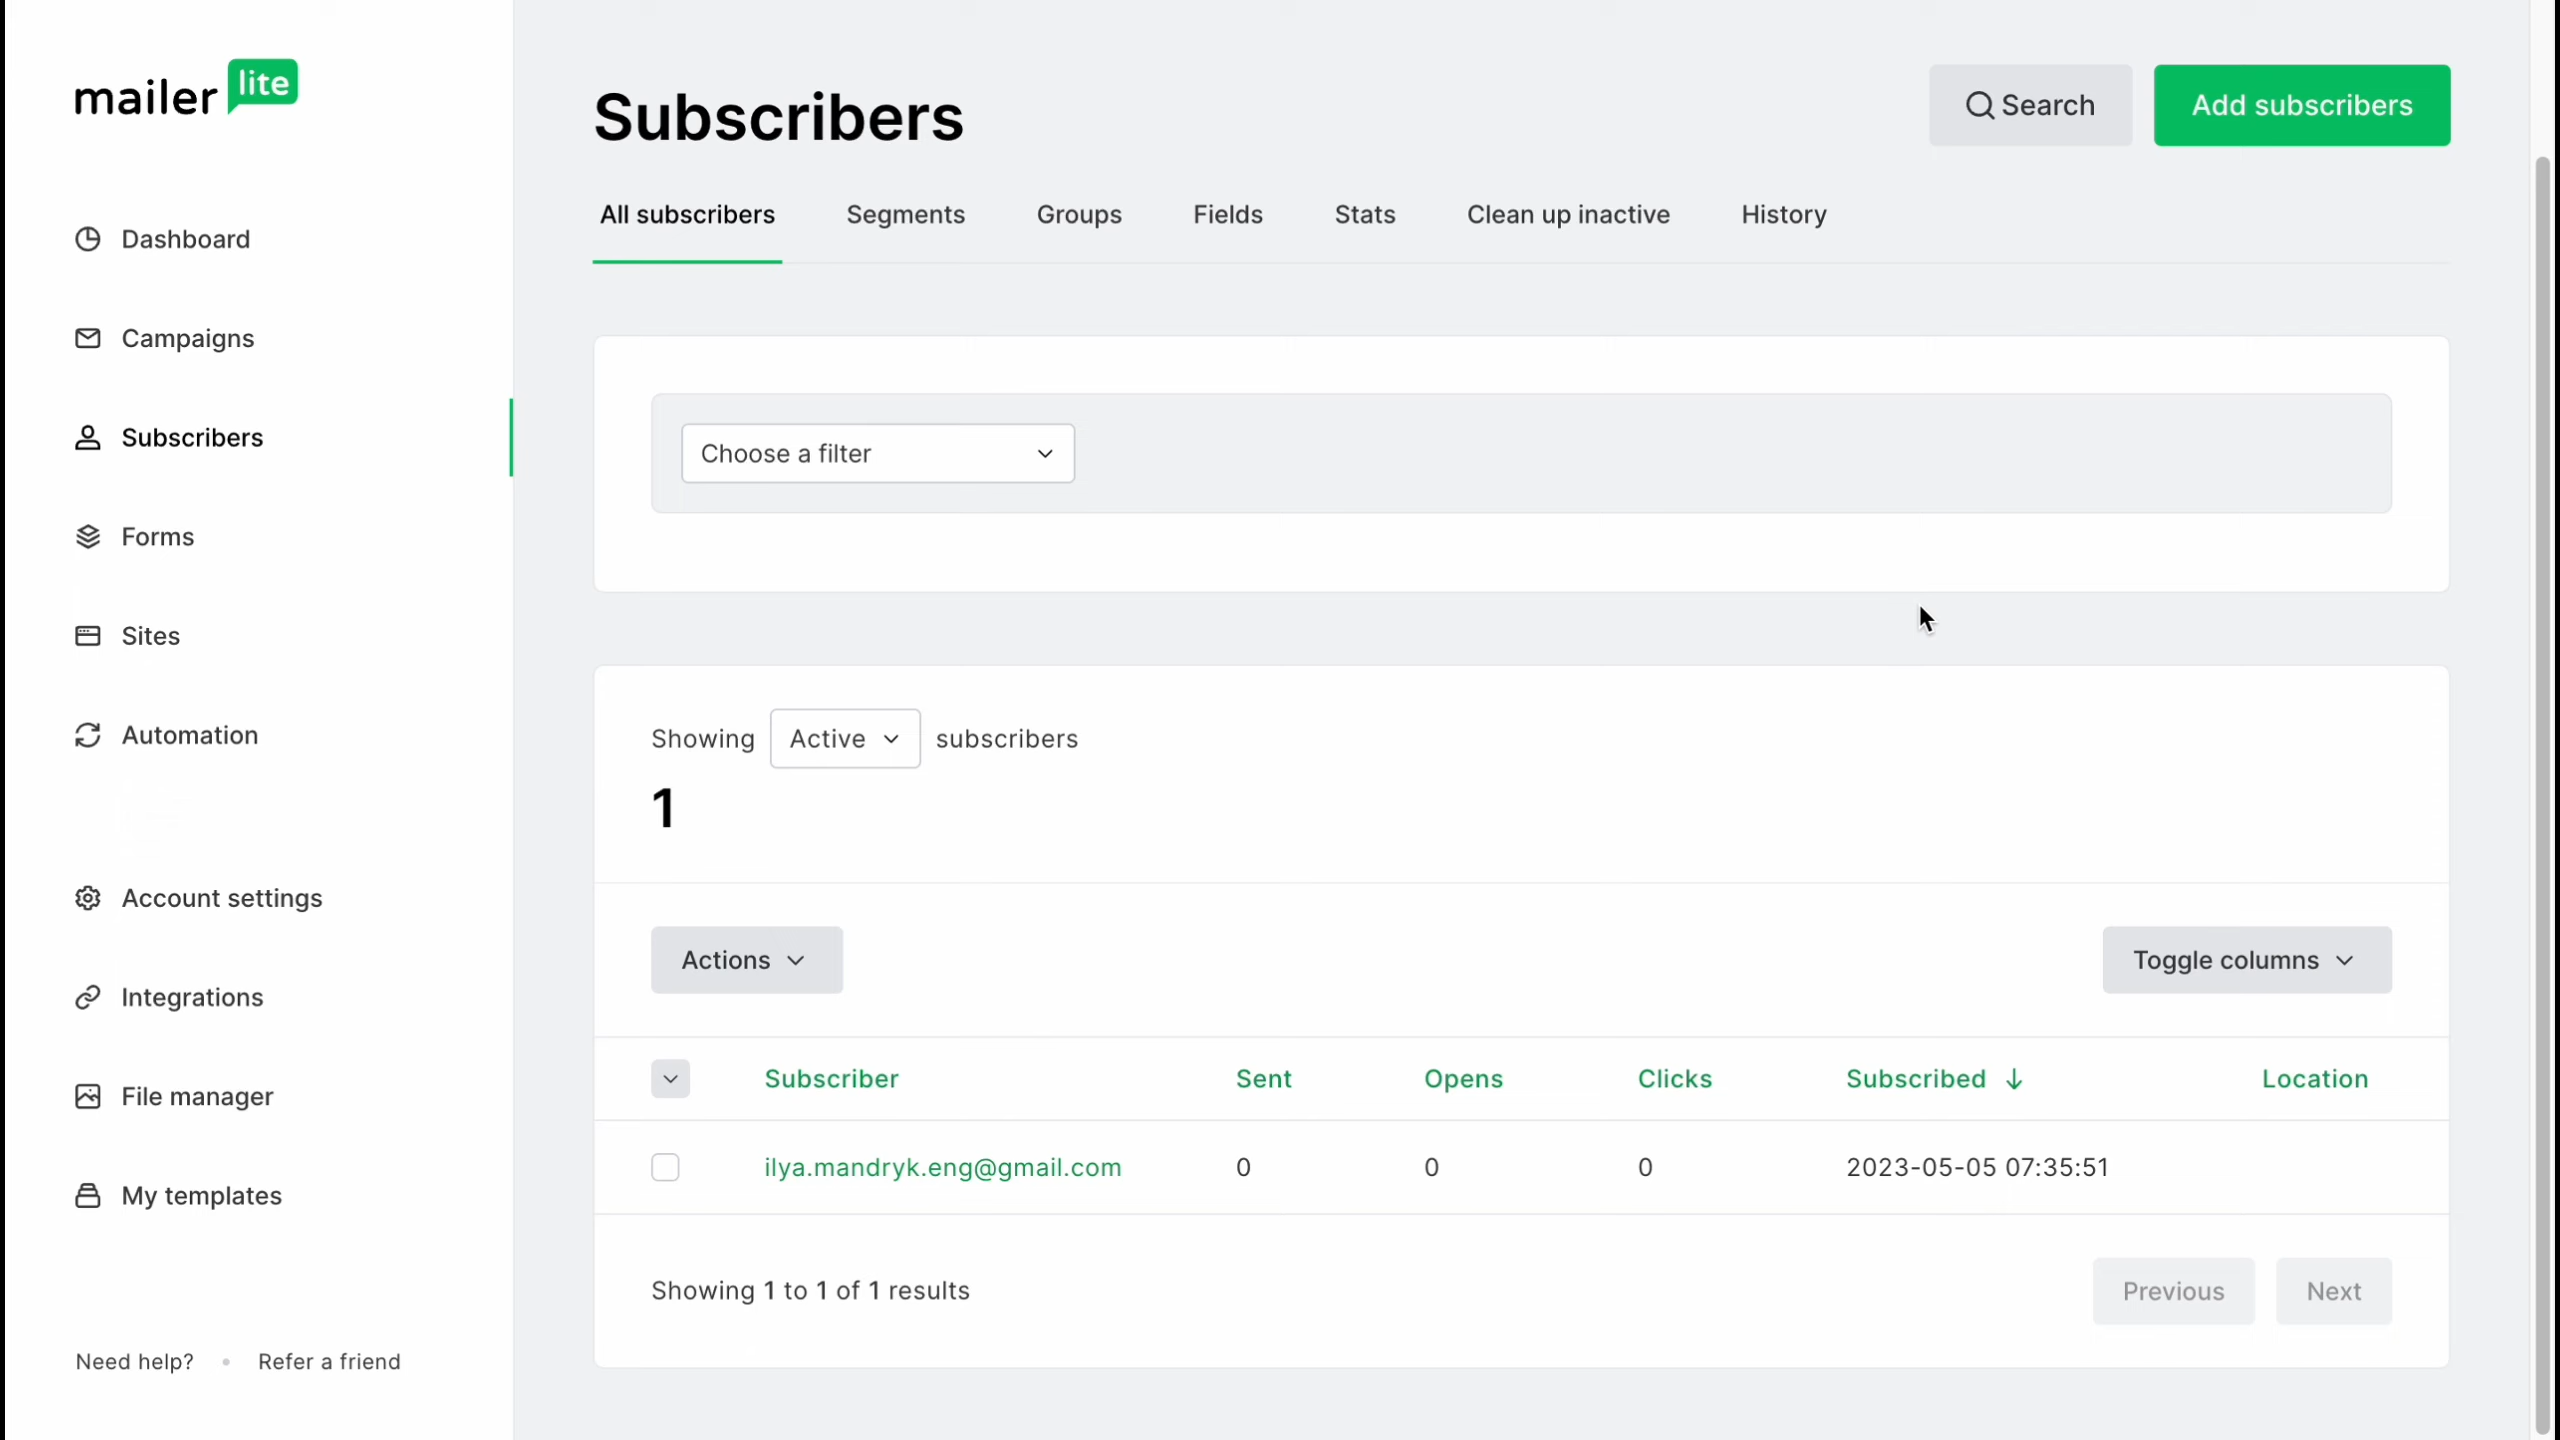 mailer lite
Dashboard
Campaigns
Subscribers
Forms
Sites
Automation
Account settings
Integrations
File manager
My templates
Need help? • Refer a friend
Subscribers
Search
Add subscribers
All subscribers Segments Groups Fields Stats Clean up inactive History
Choose a filter
Showing Active subscribers
1
Actions
Toggle columns
Subscriber Sent Opens Clicks Subscribed ↓ Location
ilya.mandryk.eng@gmail.com 0 0 0 2023-05-05 07:35:51
Showing 1 to 1 of 1 results
Previous Next